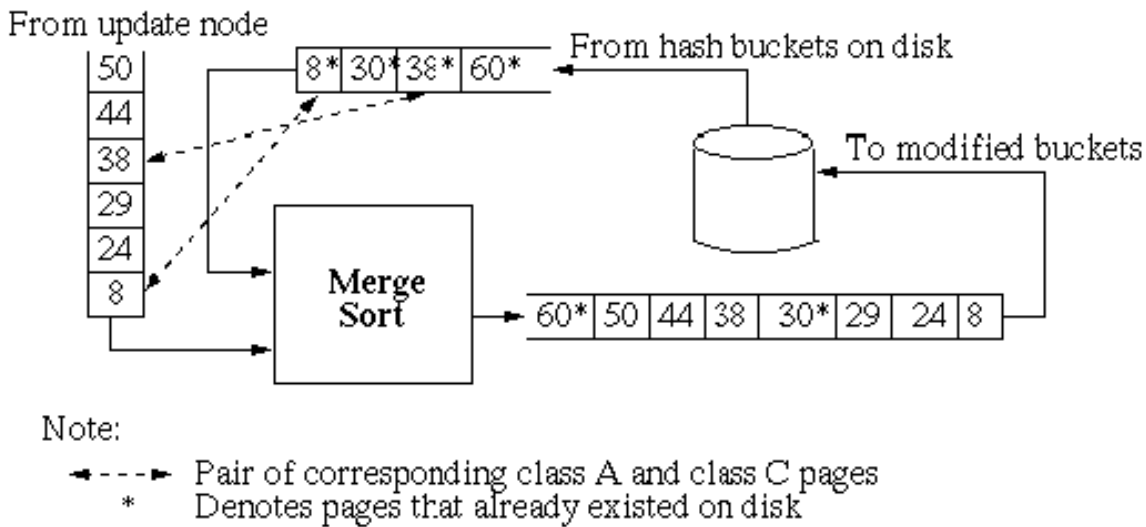 From update node
50
44
38
29
24
8
8* 30* 38* 60*
From hash buckets on disk
To modified buckets
Merge
Sort
60* 50 44 38 30* 29 24 8
Note:
Pair of corresponding class A and class C pages
* Denotes pages that already existed on disk